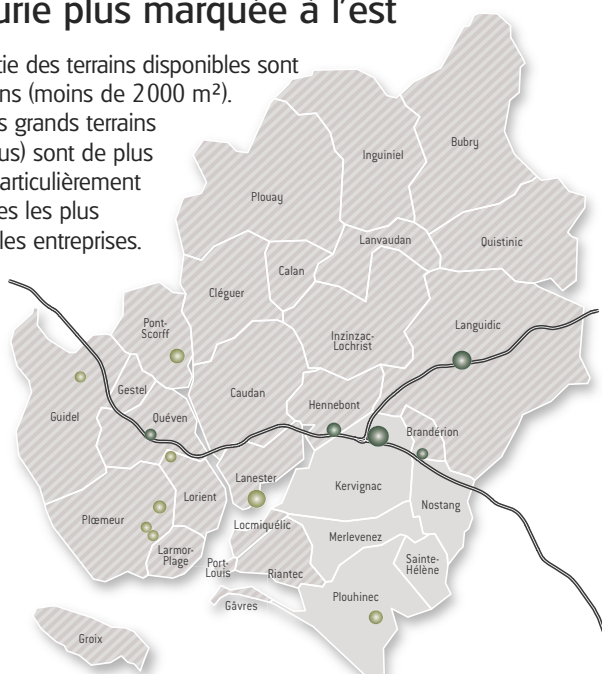 urie plus marquée à l'est
tie des terrains disponibles sont
ns (moins de 2000 m²).
s grands terrains
us) sont de plus
articulièrement
es les plus
les entreprises.
Bubry
Inguiniel
Plouay
Lanvaudan
Quistinic
Calan
Cléguer
Pont-
Scorff
Languidic
Inzinzac-
Lochrist
Gestel
Caudan
Hennebont
Guidel
Quéven
Brandérion
Lanester
Kervignac
Lorient
Nostang
Plœmeur
Locmiquélic
Merlevenez
Larmor-
Plage
Port-
Louis
Riantec
Sainte-
Hélène
Gâvres
Plouhinec
Groix